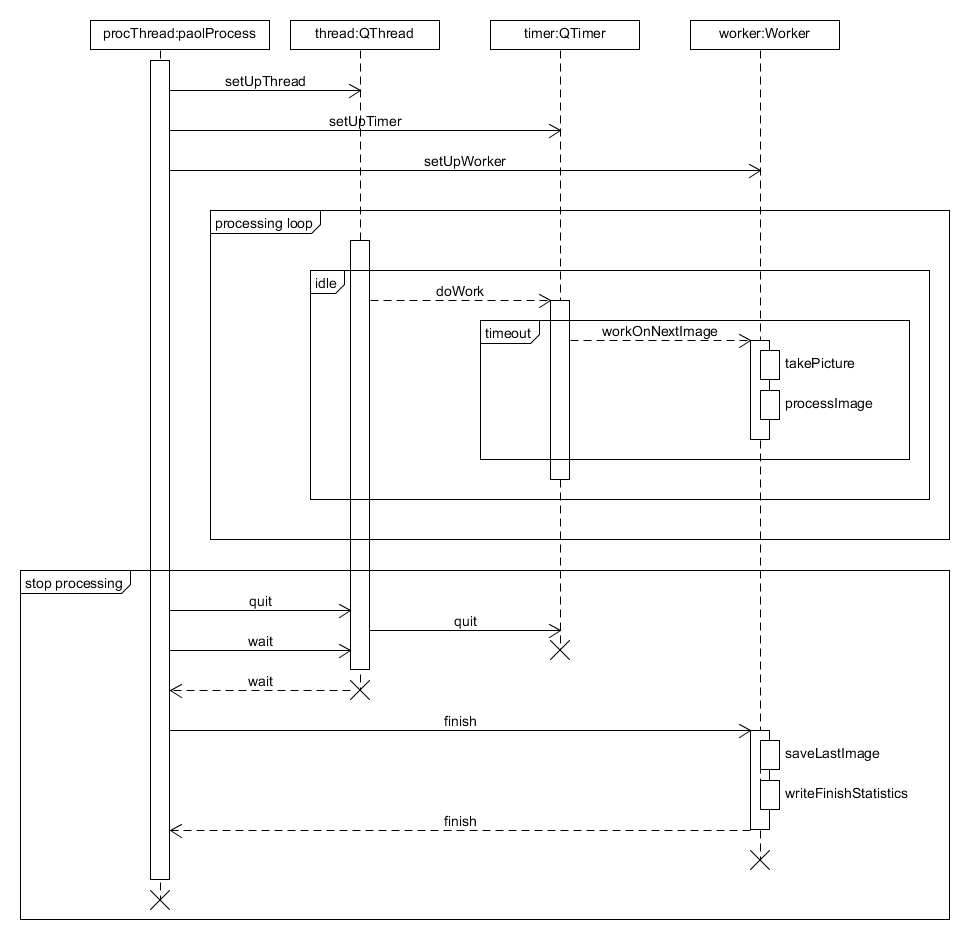 procThread:paolProcess
thread:QThread
timer:QTimer
worker:Worker
setUpThread
setUpTimer
setUpWorker
processing loop
idle
doWork
timeout
workOnNextImage
takePicture
processImage
stop processing
quit
quit
wait
wait
finish
saveLastImage
writeFinishStatistics
finish